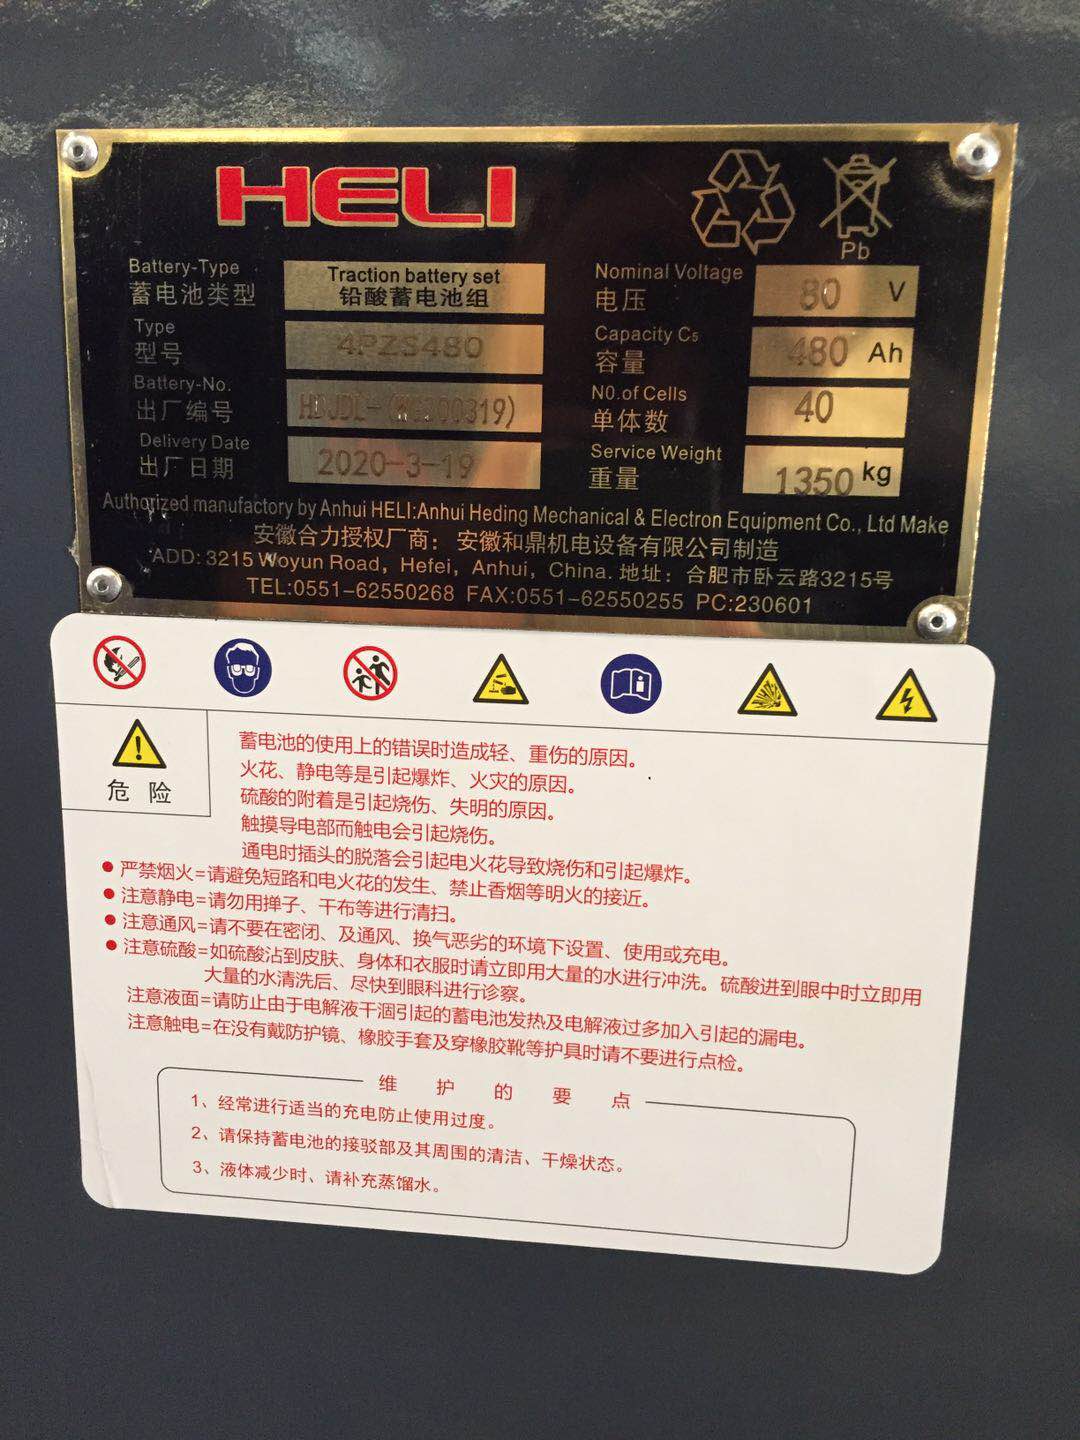 HELI
Pb
Battery-Type
蓄电池类型
Traction battery set
铅酸蓄电池组
Nominal Voltage
电压
80 V
Type
型号
4PZS480
Capacity C5
容量
480 Ah
Battery-No.
出厂编号
N0.of Cells
单体数
40
Delivery Date
出厂日期
2020-3-19
Service Weight
重量
1350 kg
Authorized manufactory by Anhui HELI:Anhui Heding Mechanical & Electron Equipment Co., Ltd Make
安徽合力授权厂商：安徽和鼎机电设备有限公司制造
ADD: 3215 Woyun Road, Hefei, Anhui, China. 地址：合肥市卧云路3215号
TEL:0551-62550268 FAX:0551-62550255 PC:230601
危 险
蓄电池的使用上的错误时造成轻、重伤的原因。
火花、静电等是引起爆炸、火灾的原因。
硫酸的附着是引起烧伤、失明的原因。
触摸导电部而触电会引起烧伤。
通电时插头的脱落会引起电火花导致烧伤和引起爆炸。
● 严禁烟火=请避免短路和电火花的发生、禁止香烟等明火的接近。
● 注意静电=请勿用掸子、干布等进行清扫。
● 注意通风=请不要在密闭、及通风、换气恶劣的环境下设置、使用或充电。
● 注意硫酸=如硫酸沾到皮肤、身体和衣服时请立即用大量的水进行冲洗。硫酸进到眼中时立即用
大量的水清洗后、尽快到眼科进行诊察。
注意液面=请防止由于电解液干涸引起的蓄电池发热及电解液过多加入引起的漏电。
注意触电=在没有戴防护镜、橡胶手套及穿橡胶靴等护具时请不要进行点检。
维 护 的 要 点
1、经常进行适当的充电防止使用过度。
2、请保持蓄电池的接驳部及其周围的清洁、干燥状态。
3、液体减少时、请补充蒸馏水。